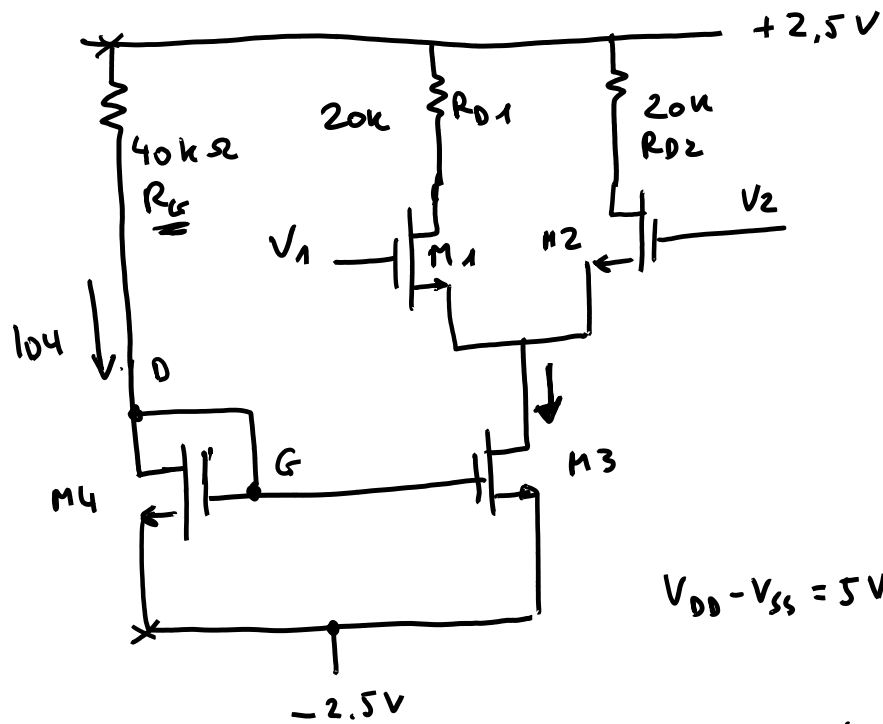 +2,5 V
20k
RD1
20k
RD2
40kΩ
RG
V1
M1
M2
V2
ID4
D
G
M4
M3
VDD - VSS = 5V
-2.5V